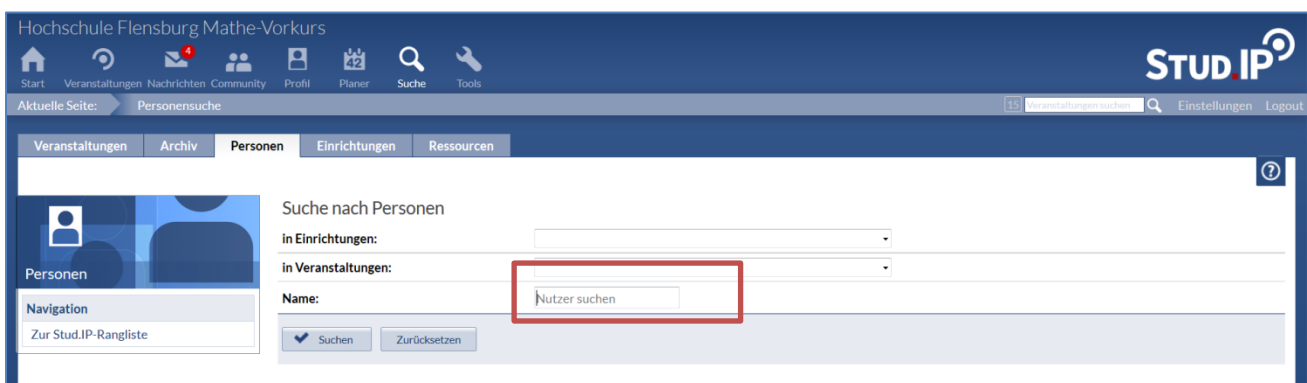 Hochschule Flensburg Mathe-Vorkurs
4
42
Start Veranstaltungen Nachrichten Community Profil Planer Suche Tools
STUD.IP
Aktuelle Seite: Personensuche
15 Veranstaltungen suchen Einstellungen Logout
Veranstaltungen Archiv Personen Einrichtungen Ressourcen
?
Suche nach Personen
in Einrichtungen:
in Veranstaltungen:
Personen
Name: Nutzer suchen
Navigation
Zur Stud.IP-Rangliste
Suchen Zurücksetzen